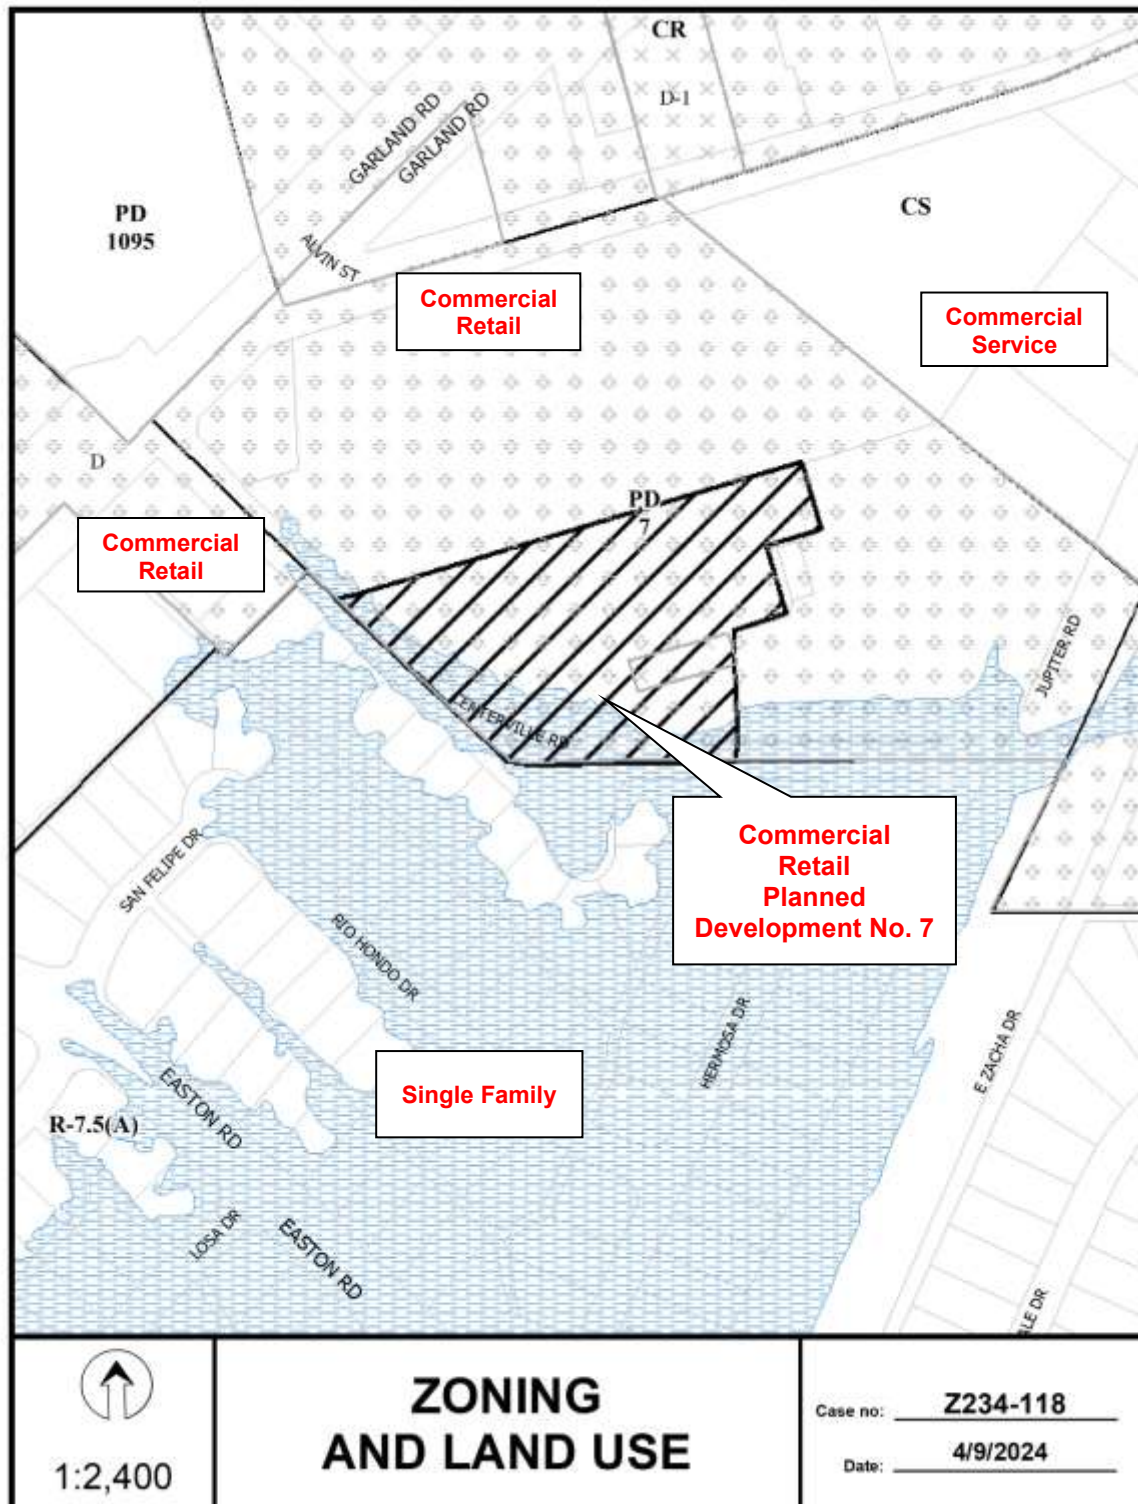 CR
D-1
GARLAND RD
GARLAND RD
PD
1095
CS
ALVIN ST
Commercial
Retail
Commercial
Service
D
PD
7
Commercial
Retail
JUPITER RD
CENTERVILLE RD
Commercial
Retail
Planned
Development No. 7
SAN FELIPE DR
RIO HONDO DR
HERMOSA DR
E ZACHA DR
Single Family
EASTON RD
R-7.5(A)
LOSA DR
EASTON RD
ALE DR
1:2,400
ZONING
AND LAND USE
Case no: Z234-118
Date: 4/9/2024